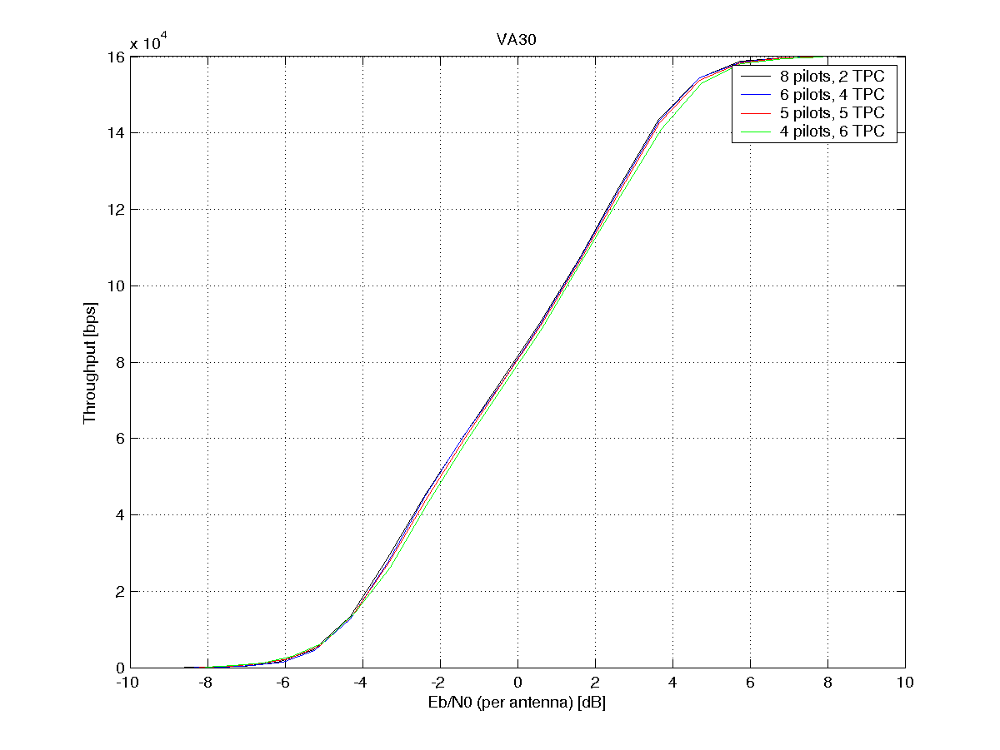 VA30
x 10^4
16
14
12
10
8
6
4
2
0
Throughput [bps]
8 pilots, 2 TPC
6 pilots, 4 TPC
5 pilots, 5 TPC
4 pilots, 6 TPC
-10 -8 -6 -4 -2 0 2 4 6 8 10
Eb/N0 (per antenna) [dB]